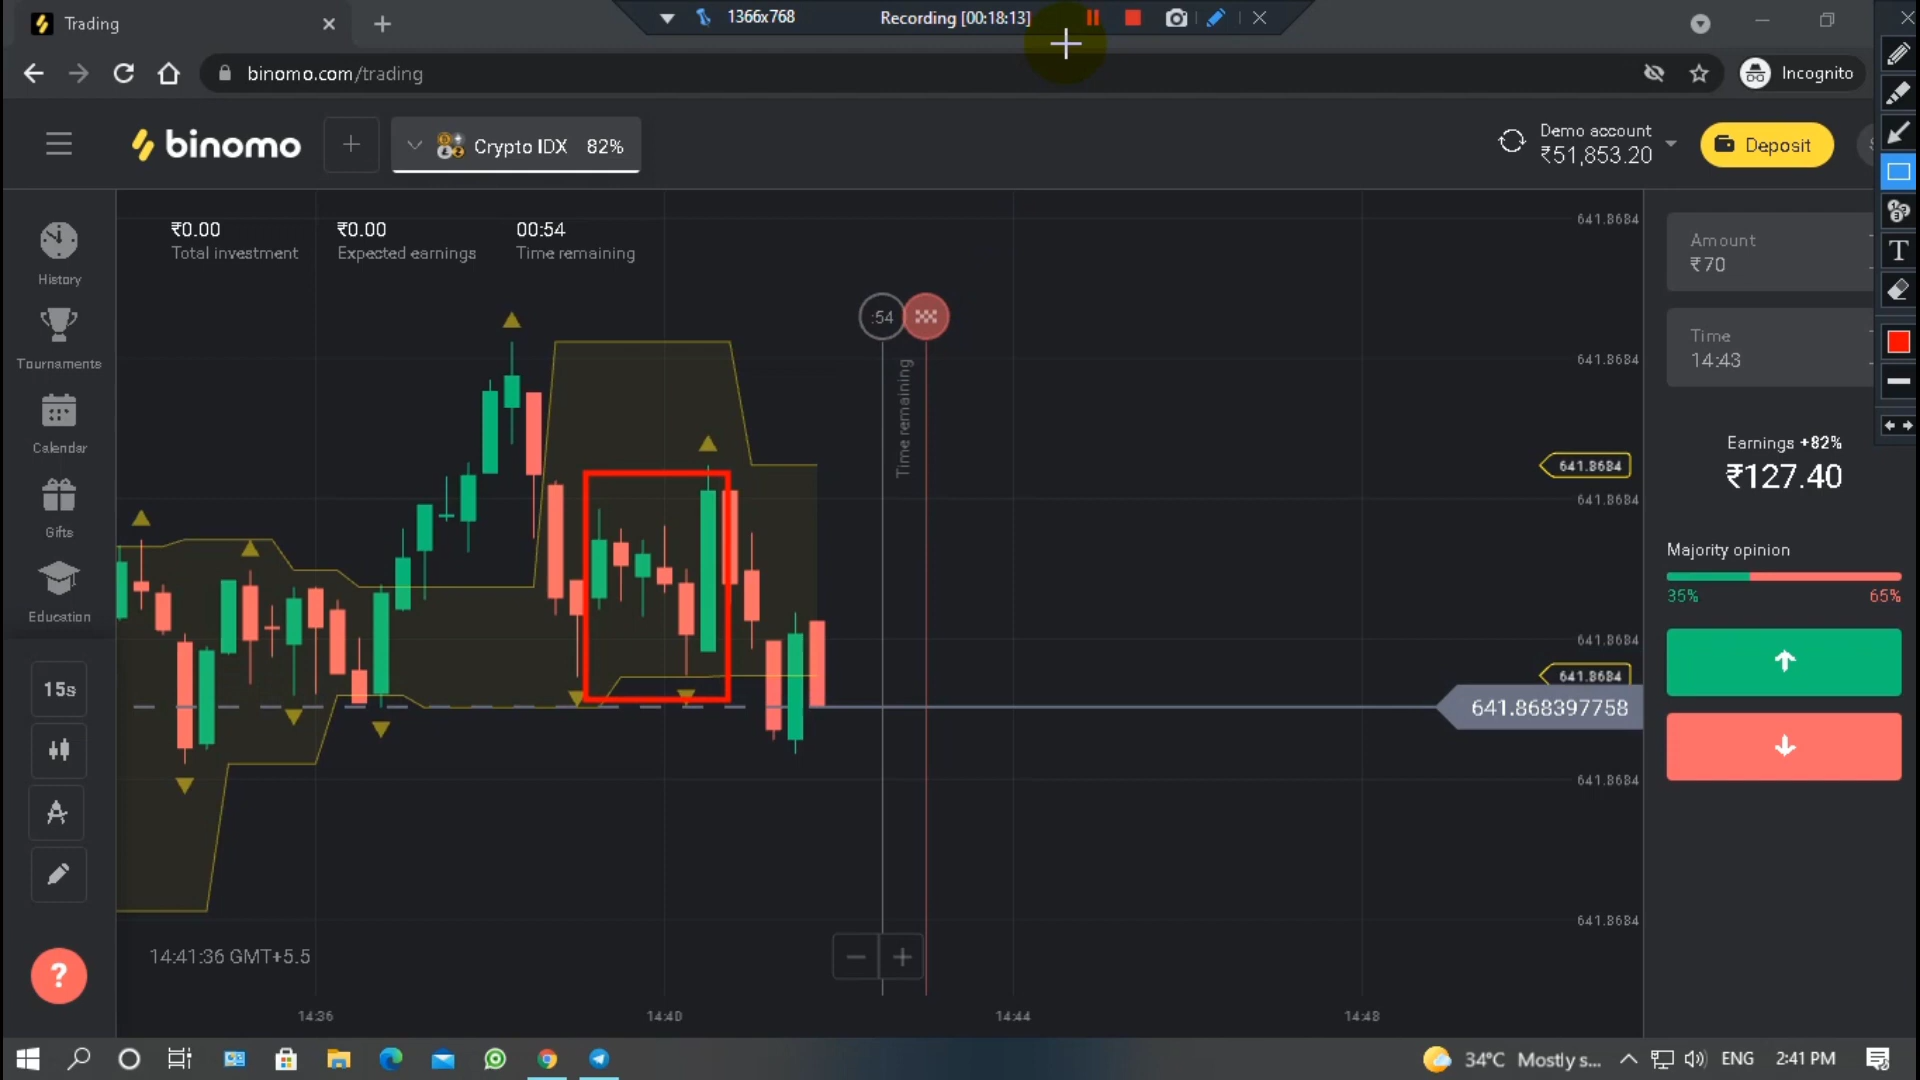 Trading
1366x768
Recording [00:18:13]
binomo.com/trading
Incognito
binomo
Crypto IDX 82%
Demo account
₹51,853.20
Deposit
₹0.00
Total investment
₹0.00
Expected earnings
00:54
Time remaining
641.8684
Amount
₹70
History
:54
Time
14:43
Tournaments
Time remaining
641.8684
Calendar
Earnings +82%
₹127.40
641.8684
641.8684
Gifts
Majority opinion
35%
65%
Education
641.8684
641.8684
15s
641.868397758
641.8684
641.8684
14:41:36 GMT+5.5
?
14:36
14:40
14:44
14:48
34°C Mostly s...
ENG
2:41 PM